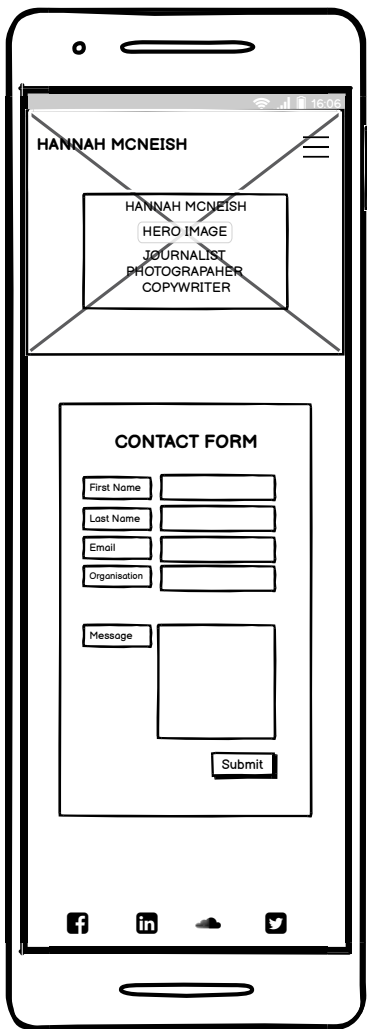 16:06
HANNAH MCNEISH
HANNAH MCNEISH
HERO IMAGE
JOURNALIST
PHOTOGRAPAHER
COPYWRITER
CONTACT FORM
First Name
Last Name
Email
Organisation
Message
Submit